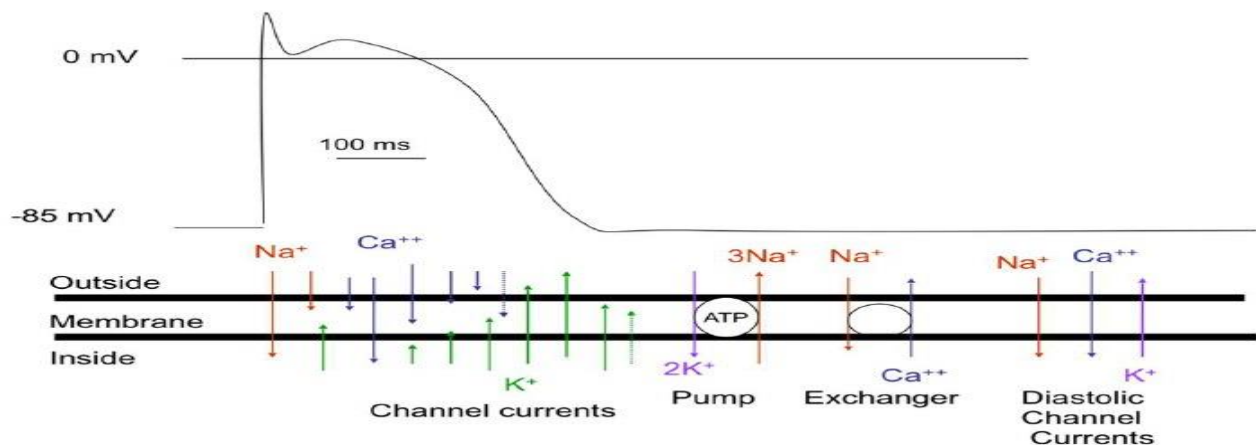 0 mV
100 ms
-85 mV
Na⁺ Ca⁺⁺ 3Na⁺ Na⁺ Na⁺ Ca⁺⁺
Outside
Membrane ATP
Inside
K⁺ 2K⁺ Ca⁺⁺ K⁺
Channel currents Pump Exchanger Diastolic
Channel
Currents